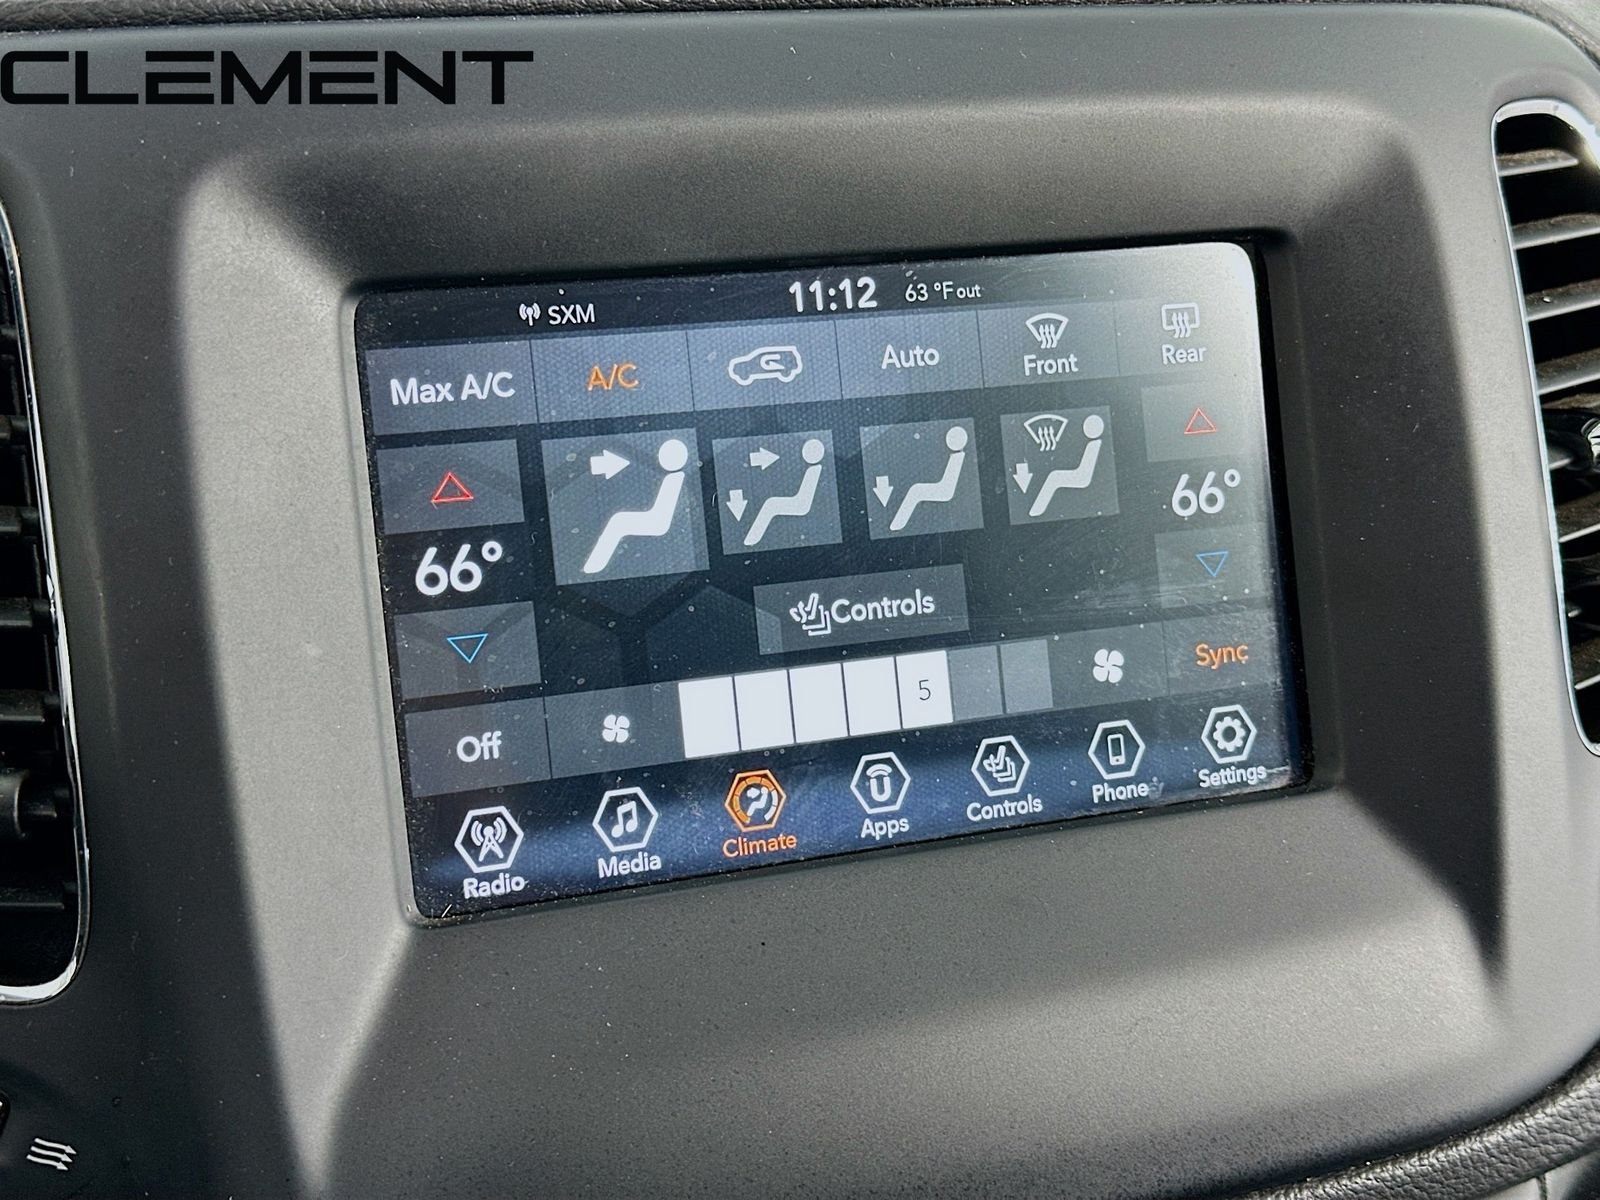 CLEMENT
SXM 11:12 63 °F out
Max A/C A/C Auto Front Rear
66° 66°
Controls
5 Sync
Off
Radio Media Climate Apps Controls Phone Settings